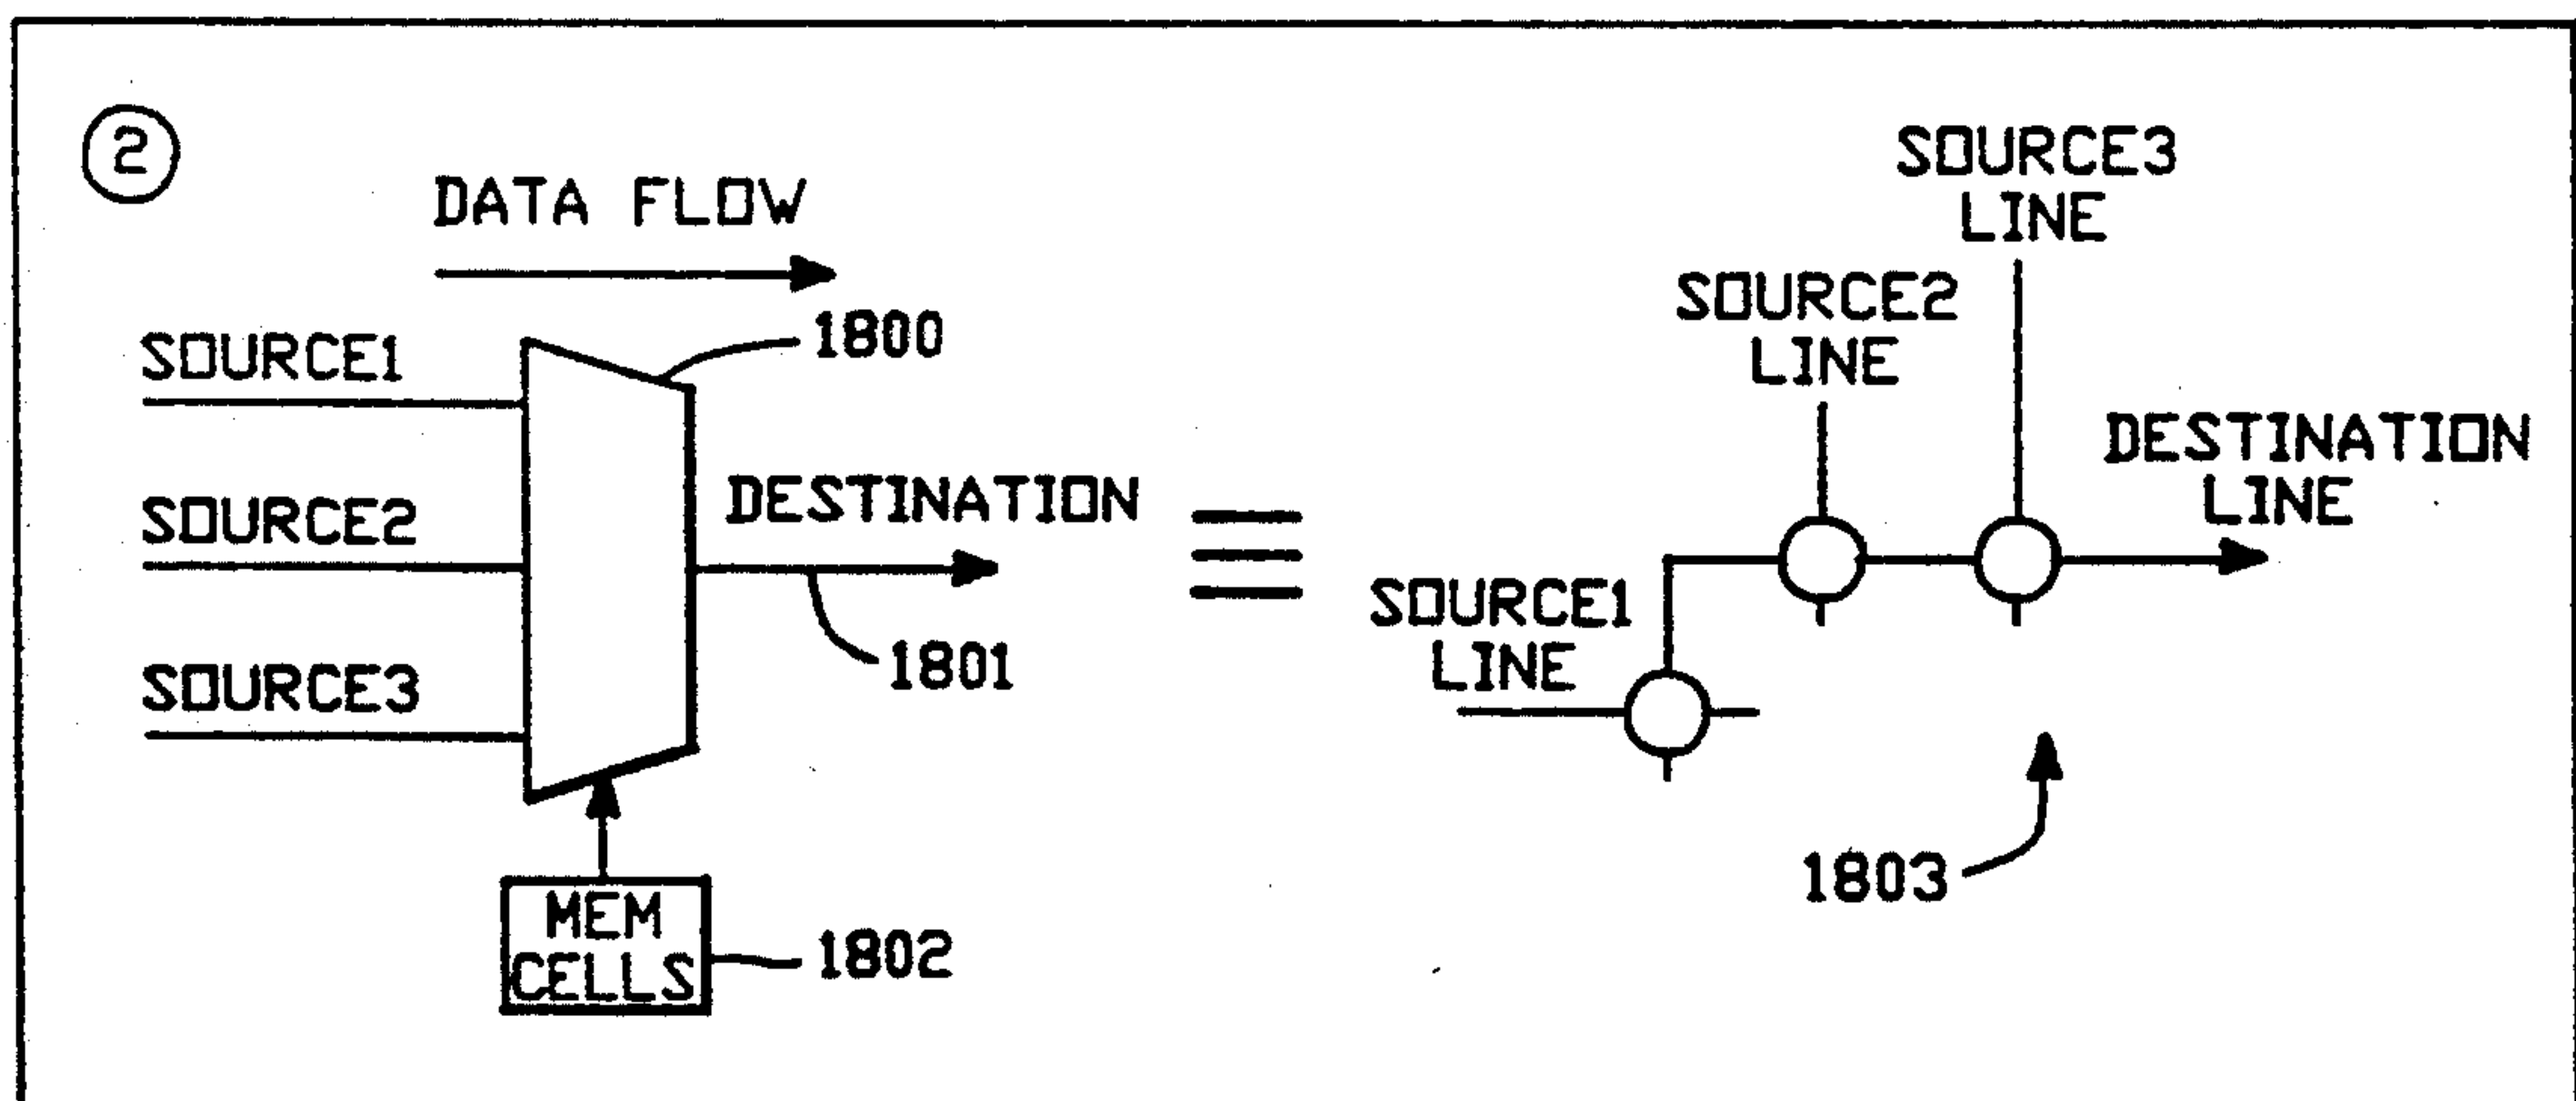 2
DATA FLOW
1800
SOURCE1
SOURCE2
SOURCE3
DESTINATION
1801
MEM
CELLS
1802
SOURCE3
LINE
SOURCE2
LINE
DESTINATION
LINE
SOURCE1
LINE
1803